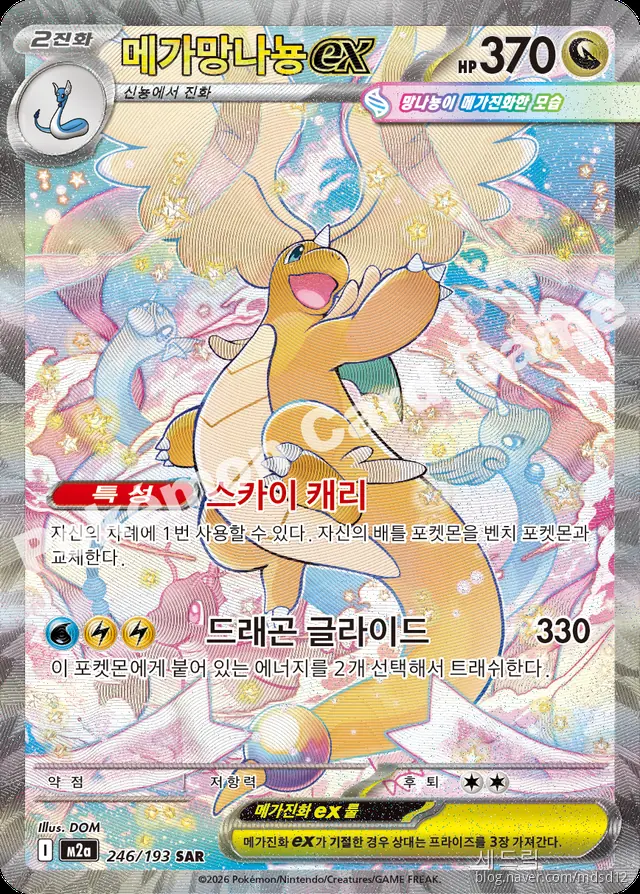 2진화
메가망나뇽ex
HP 370
신뇽에서 진화
망나뇽이 메가진화한 모습
Pokémon Card Game
특성 스카이 캐리
자신의 차례에 1번 사용할 수 있다. 자신의 배틀 포켓몬을 벤치 포켓몬과
교체한다.
드래곤 글라이드 330
이 포켓몬에게 붙어 있는 에너지를 2개 선택해서 트래쉬한다.
약점 저항력 후퇴
메가진화 ex 룰
메가진화 ex가 기절한 경우 상대는 프라이즈를 3장 가져간다.
Illus. DOM
I m2a 246/193 SAR
©2026 Pokémon/Nintendo/Creatures/GAME FREAK.
세드릭
blog.naver.com/mdsd12